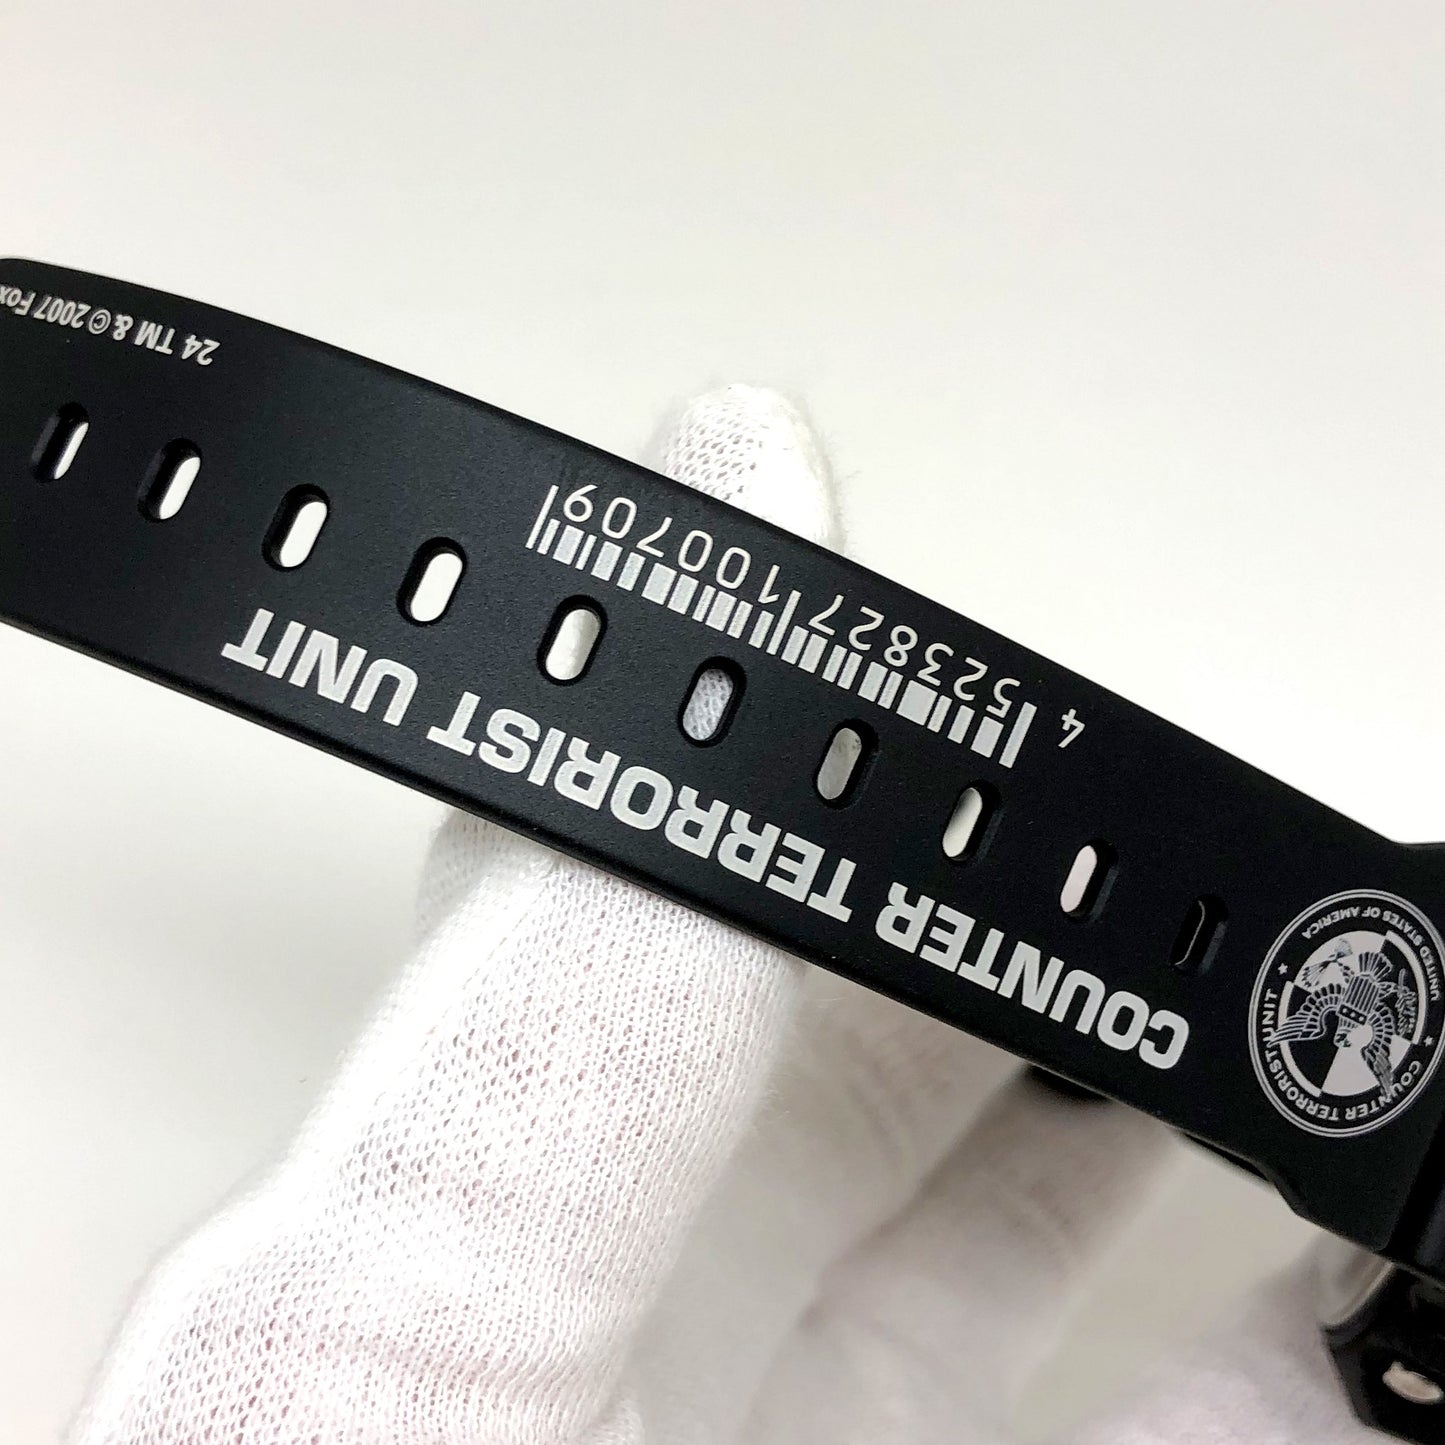 COUNTER TERRORIST UNIT
4 523827 100709
24 TM & © 2007 Fox
COUNTER TERRORIST UNIT
UNITED STATES OF AMERICA